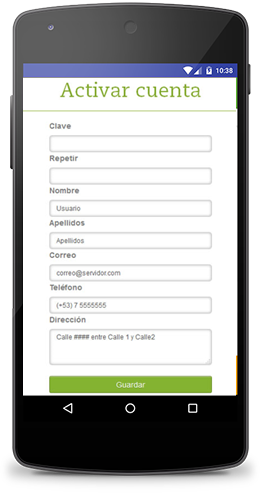 10:38
Activar cuenta
Clave
Repetir
Nombre
Usuario
Apellidos
Apellidos
Correo
correo@servidor.com
Teléfono
(+53) 7 5555555
Dirección
Calle #### entre Calle 1 y Calle2
Guardar